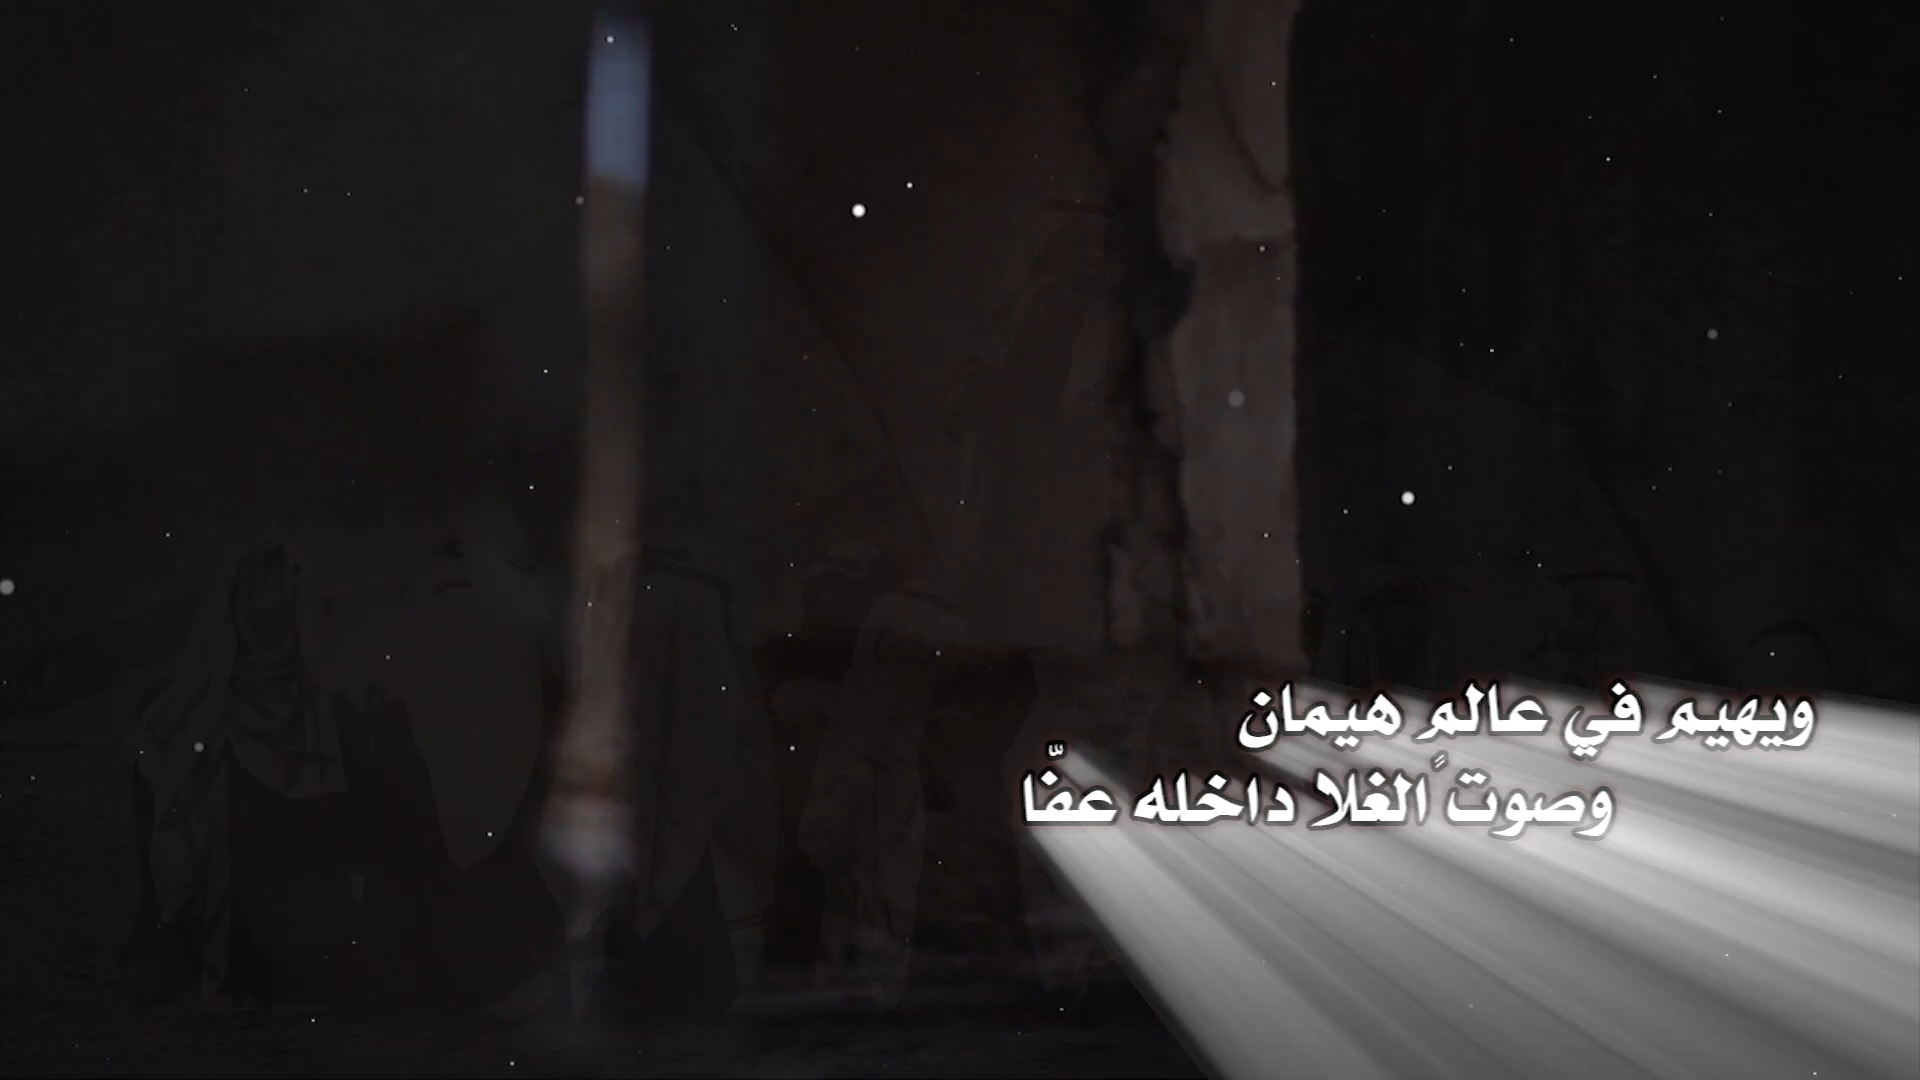 ويهيم في عالمٍ هيمان
وصوت ًالغلا داخله عفّا